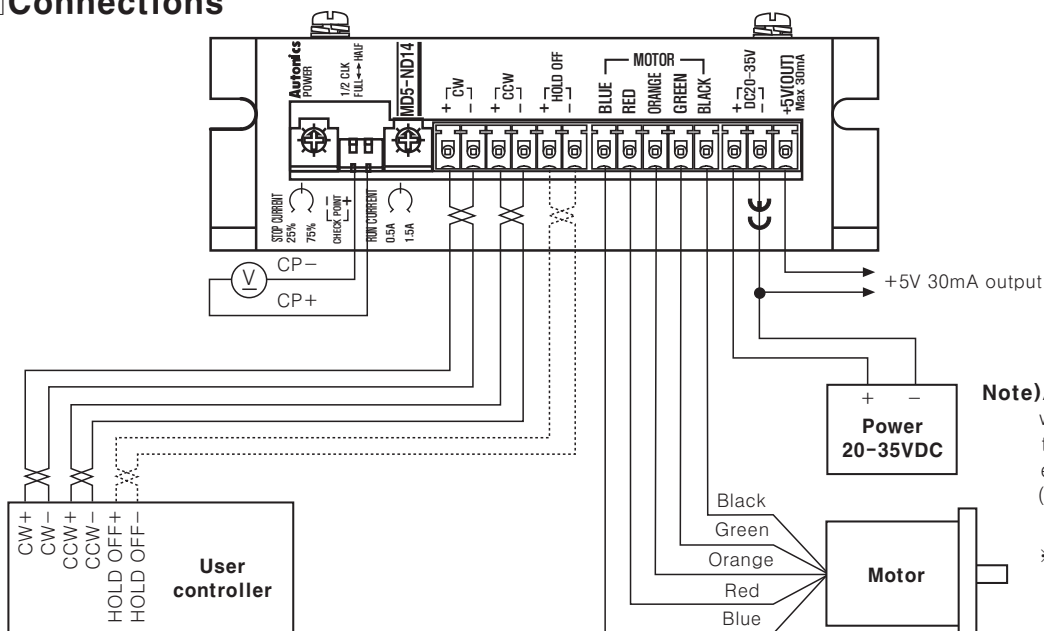 Connections
Autonics
POWER
1/2 CLK
FULL↔HALF
MD5-ND14
+ CW −
+ CCW −
+ HOLD OFF −
MOTOR
BLUE
RED
ORANGE
GREEN
BLACK
+ DC20-35V −
+5V(OUT)
Max 30mA
STOP CURRENT
25%
75%
− +
CHECK POINT
RUN CURRENT
0.5A
1.5A
CE
V
CP−
CP+
+5V 30mA output
+ −
Power
20-35VDC
Note)
CW+
CW−
CCW+
CCW−
HOLD OFF+
HOLD OFF−
User
controller
Black
Green
Orange
Red
Blue
Motor